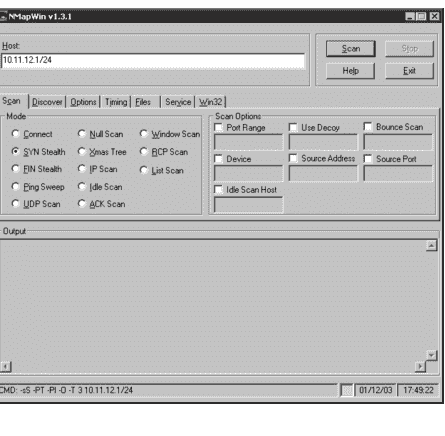 NMapWin v1.3.1
Host:
10.11.12.1/24
Scan Stop
Help Exit
Scan Discover Options Timing Files Service Win32
Mode
Connect Null Scan Window Scan
SYN Stealth Xmas Tree RCP Scan
FIN Stealth IP Scan List Scan
Ping Sweep Idle Scan
UDP Scan ACK Scan
Scan Options
Port Range Use Decoy Bounce Scan
Device Source Address Source Port
Idle Scan Host
Output
CMD: -sS -PT -PI -O -T 3 10.11.12.1/24 01/12/03 17:49:22